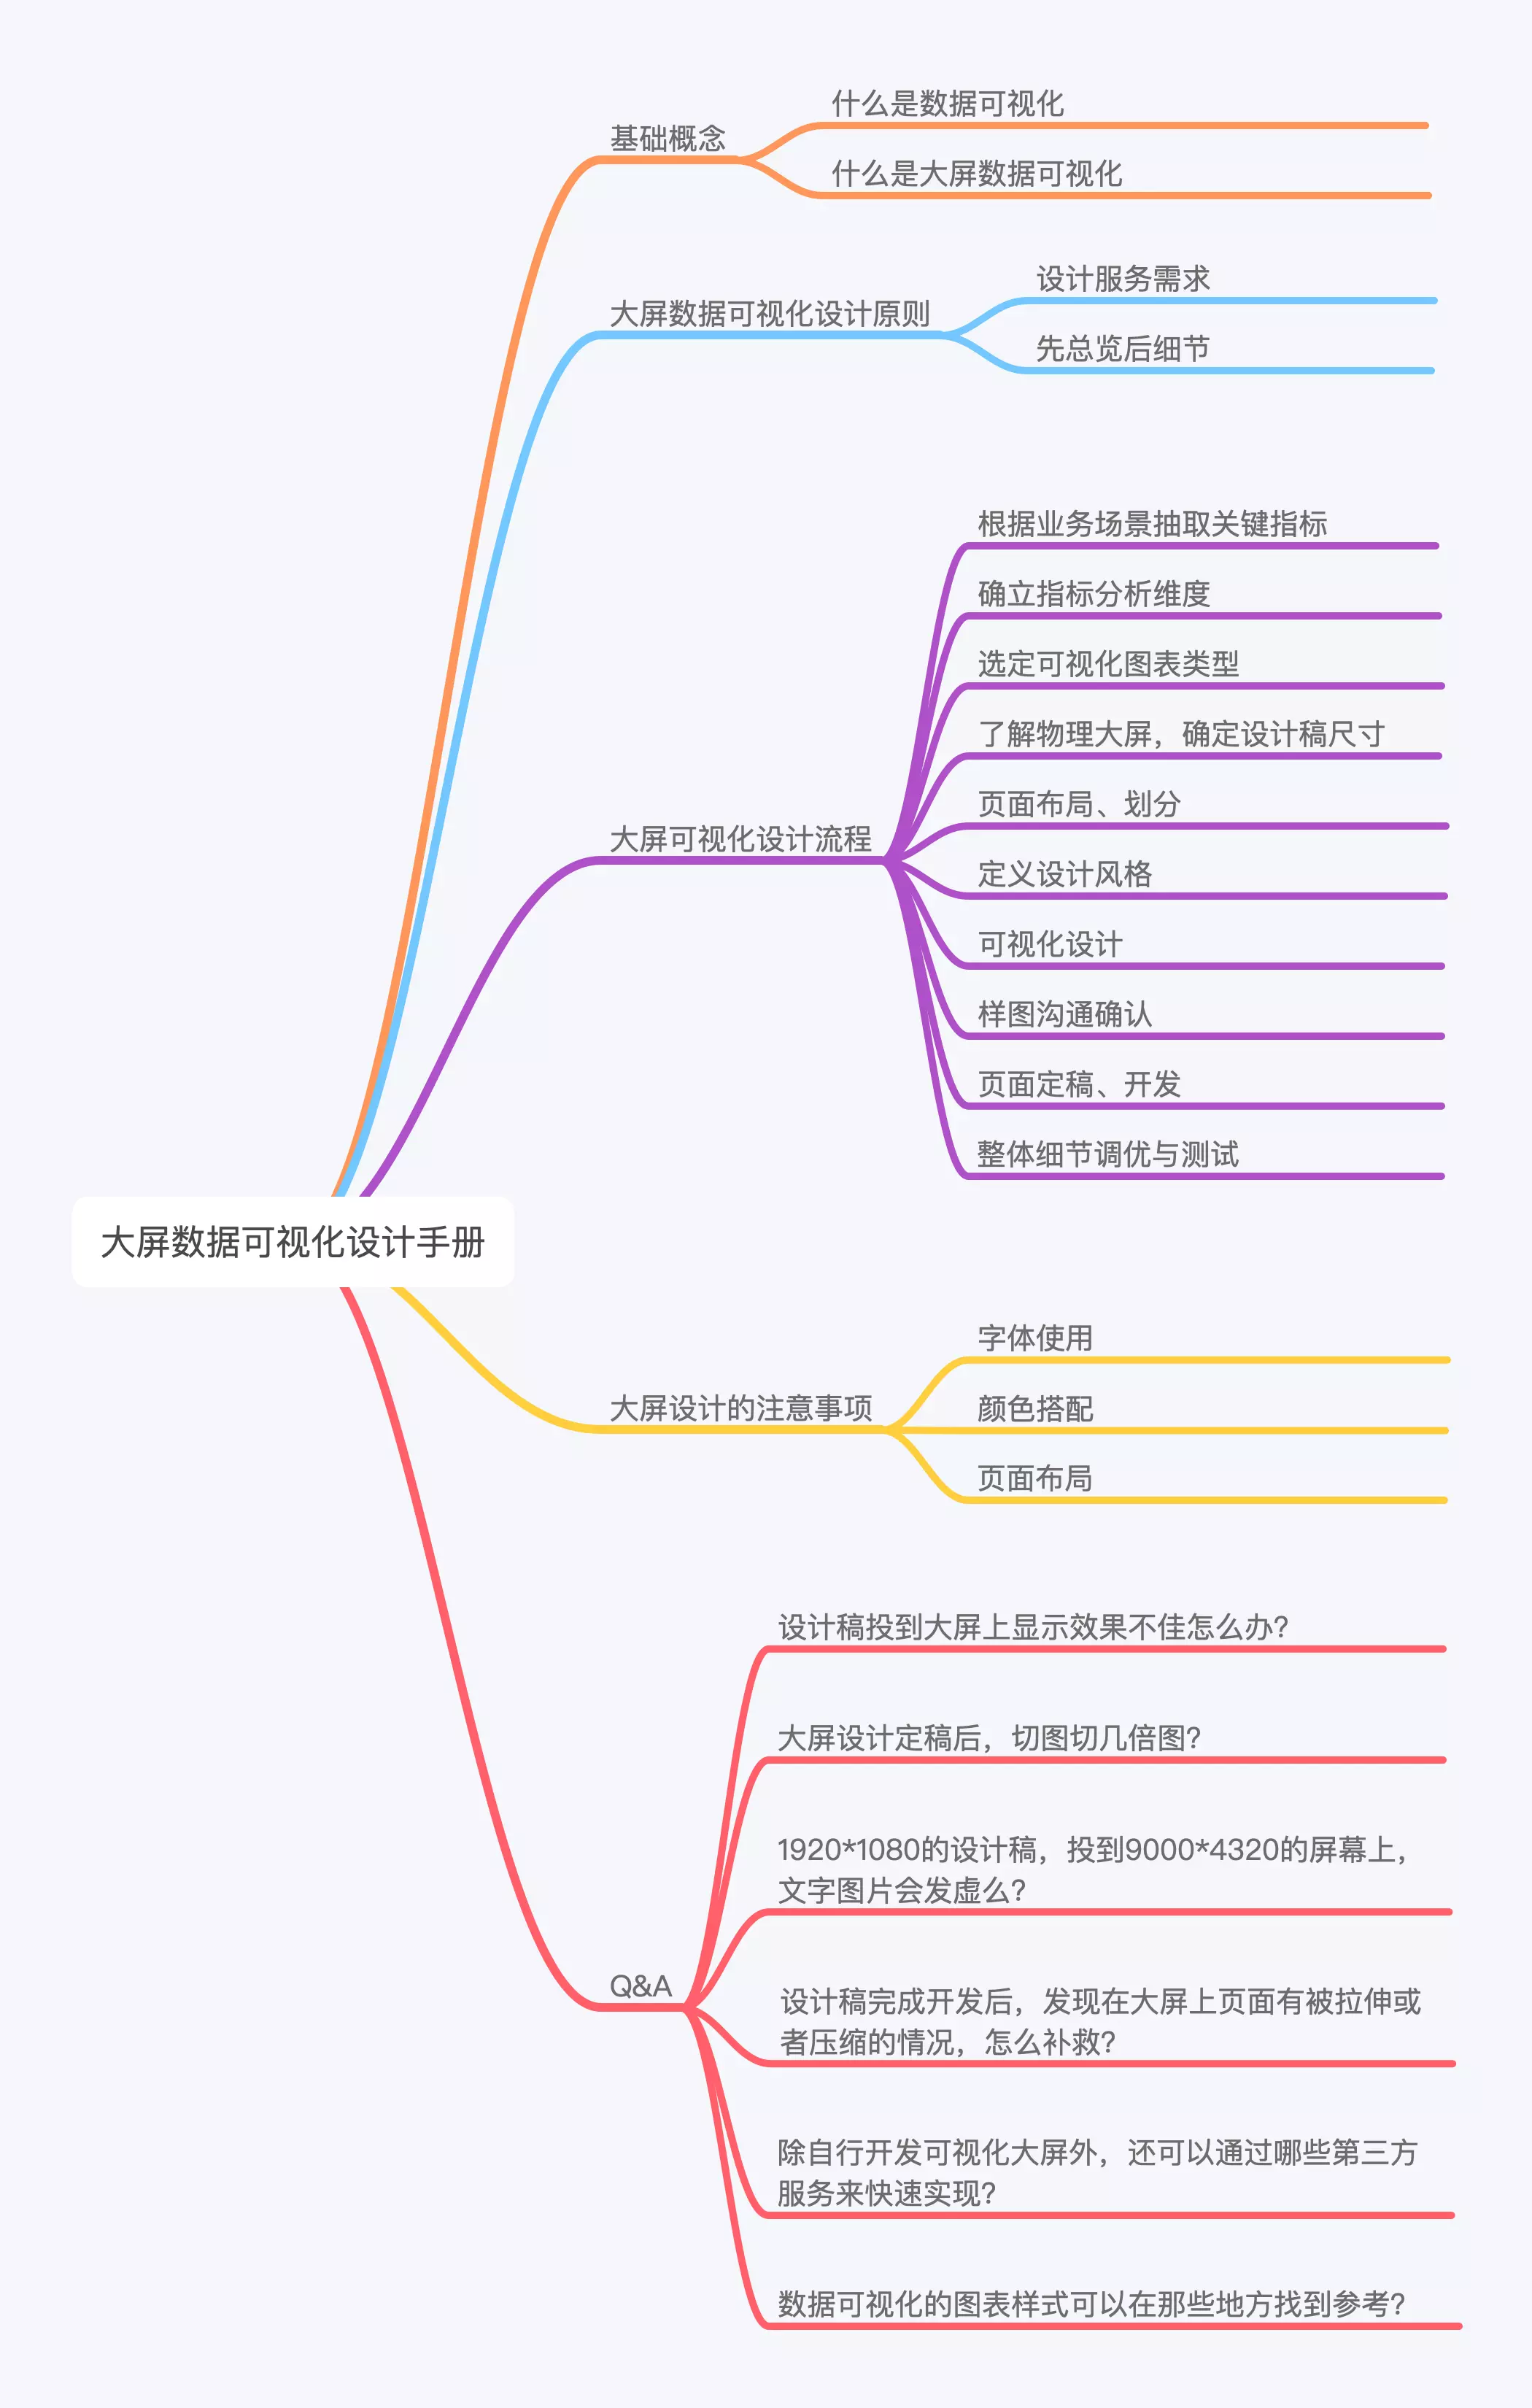 什么是数据可视化
基础概念
什么是大屏数据可视化
设计服务需求
大屏数据可视化设计原则
先总览后细节
根据业务场景抽取关键指标
确立指标分析维度
选定可视化图表类型
了解物理大屏，确定设计稿尺寸
页面布局、划分
大屏可视化设计流程
定义设计风格
可视化设计
样图沟通确认
页面定稿、开发
整体细节调优与测试
大屏数据可视化设计手册
字体使用
大屏设计的注意事项
颜色搭配
页面布局
设计稿投到大屏上显示效果不佳怎么办?
大屏设计定稿后，切图切几倍图?
1920*1080的设计稿，投到9000*4320的屏幕上，
文字图片会发虚么?
Q&A
设计稿完成开发后，发现在大屏上页面有被拉伸或
者压缩的情况，怎么补救?
除自行开发可视化大屏外，还可以通过哪些第三方
服务来快速实现?
数据可视化的图表样式可以在那些地方找到参考?